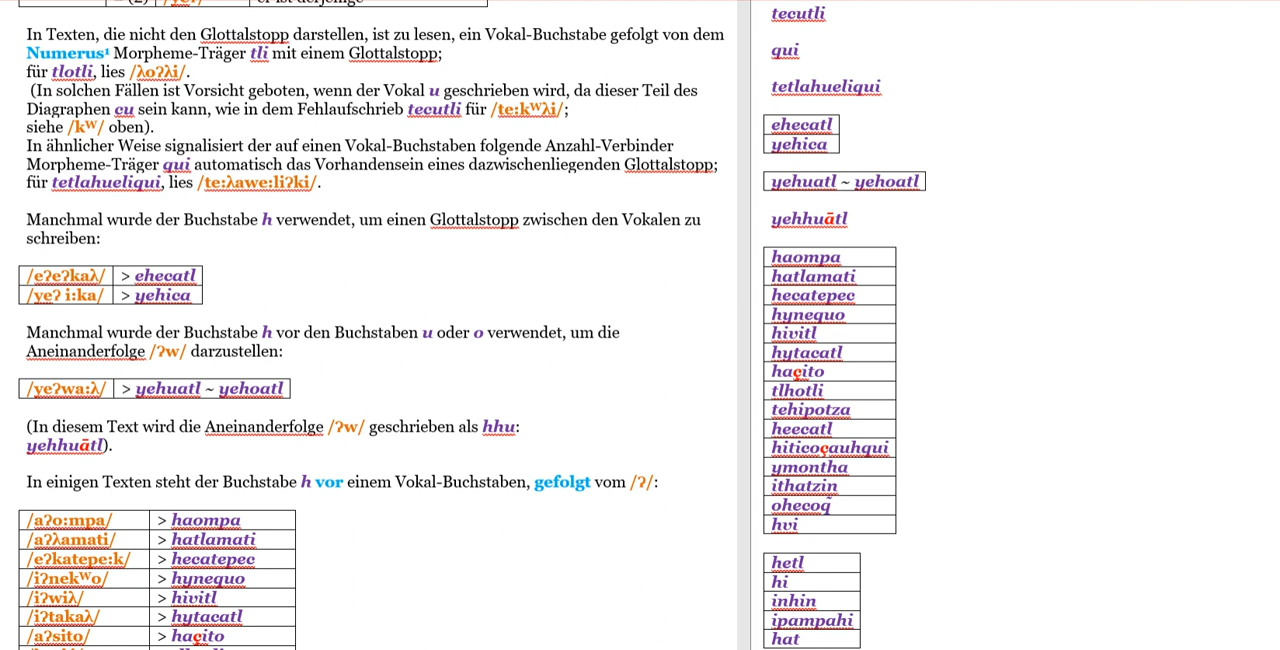 In Texten, die nicht den Glottalstopp darstellen, ist zu lesen, ein Vokal-Buchstabe gefolgt von dem
Numerus¹ Morpheme-Träger tli mit einem Glottalstopp;
für tlotli, lies /λoʔλi/.
(In solchen Fällen ist Vorsicht geboten, wenn der Vokal u geschrieben wird, da dieser Teil des
Diagraphen cu sein kann, wie in dem Fehlaufschrieb tecutli für /te:kᵂλi/;
siehe /kᵂ/ oben).
In ähnlicher Weise signalisiert der auf einen Vokal-Buchstaben folgende Anzahl-Verbinder
Morpheme-Träger qui automatisch das Vorhandensein eines dazwischenliegenden Glottalstopp;
für tetlahueliqui, lies /te:λawe:liʔki/.
Manchmal wurde der Buchstabe h verwendet, um einen Glottalstopp zwischen den Vokalen zu
schreiben:
/eʔeʔkaλ/ > ehecatl
/yeʔ i:ka/ > yehica
Manchmal wurde der Buchstabe h vor den Buchstaben u oder o verwendet, um die
Aneinanderfolge /ʔw/ darzustellen:
/yeʔwa:λ/ > yehuatl ~ yehoatl
(In diesem Text wird die Aneinanderfolge /ʔw/ geschrieben als hhu:
yehhuātl).
In einigen Texten steht der Buchstabe h vor einem Vokal-Buchstaben, gefolgt vom /ʔ/:
/aʔo:mpa/ > haompa
/aʔλamati/ > hatlamati
/eʔkatepe:k/ > hecatepec
/iʔnekᵂo/ > hynequo
/iʔwiλ/ > hivitl
/iʔtakaλ/ > hytacatl
/aʔsito/ > haçito
tecutli
qui
tetlahueliqui
ehecatl
yehica
yehuatl ~ yehoatl
yehhuātl
haompa
hatlamati
hecatepec
hynequo
hivitl
hytacatl
haçito
tlhotli
tehipotza
heecatl
hiticoçauhqui
ymontha
ithatzin
ohecoq̃
hvi
hetl
hi
inhin
ipampahi
hat